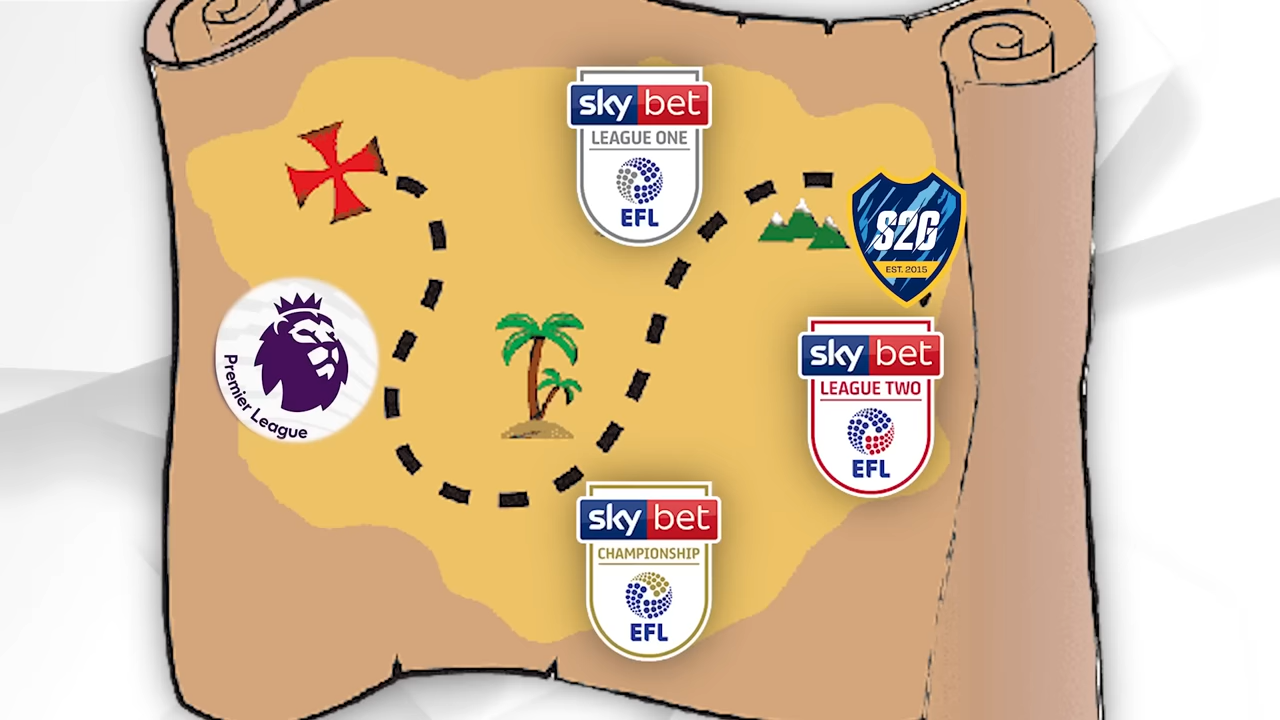 sky bet
LEAGUE ONE
EFL
S2G
EST. 2015
Premier League
sky bet
LEAGUE TWO
EFL
sky bet
CHAMPIONSHIP
EFL